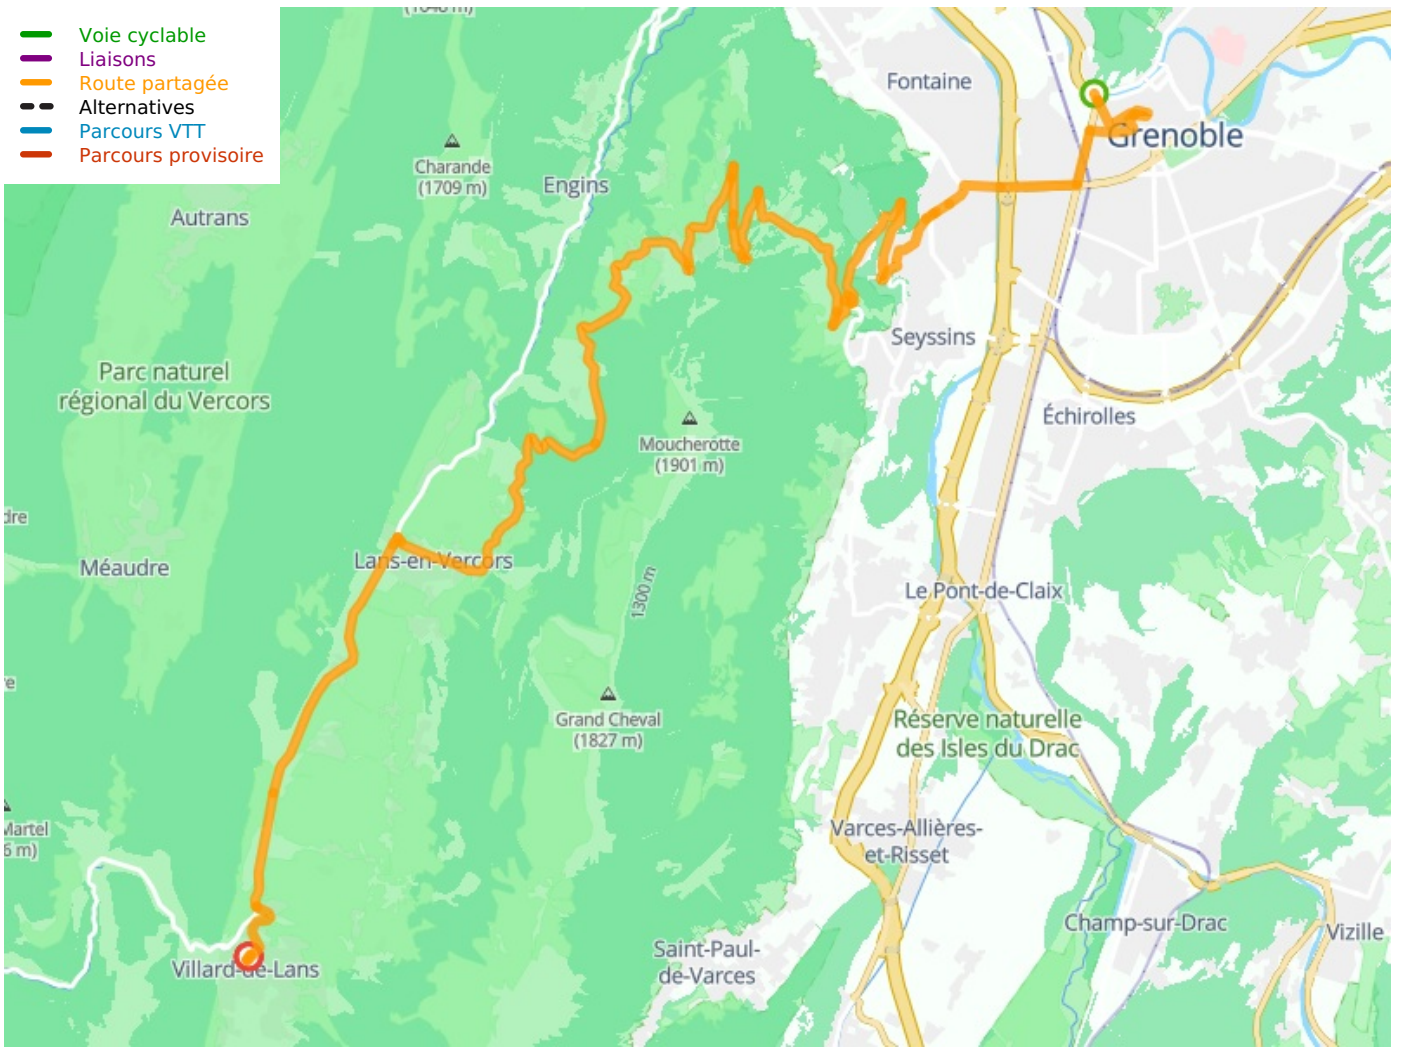 Voie cyclable
Liaisons
Route partagée
Alternatives
Parcours VTT
Parcours provisoire
Fontaine
Grenoble
Charande
(1709 m)
Engins
Autrans
Seyssins
Parc naturel
régional du Vercors
Échirolles
Moucherotte
(1901 m)
dre
Méaudre
Lans-en-Vercors
1300 m
Le Pont-de-Claix
re
Grand Cheval
(1827 m)
Réserve naturelle
des Isles du Drac
Martel
6 m)
Varces-Allières-
et-Risset
Champ-sur-Drac
Vizille
Saint-Paul-
de-Varces
Villard-de-Lans